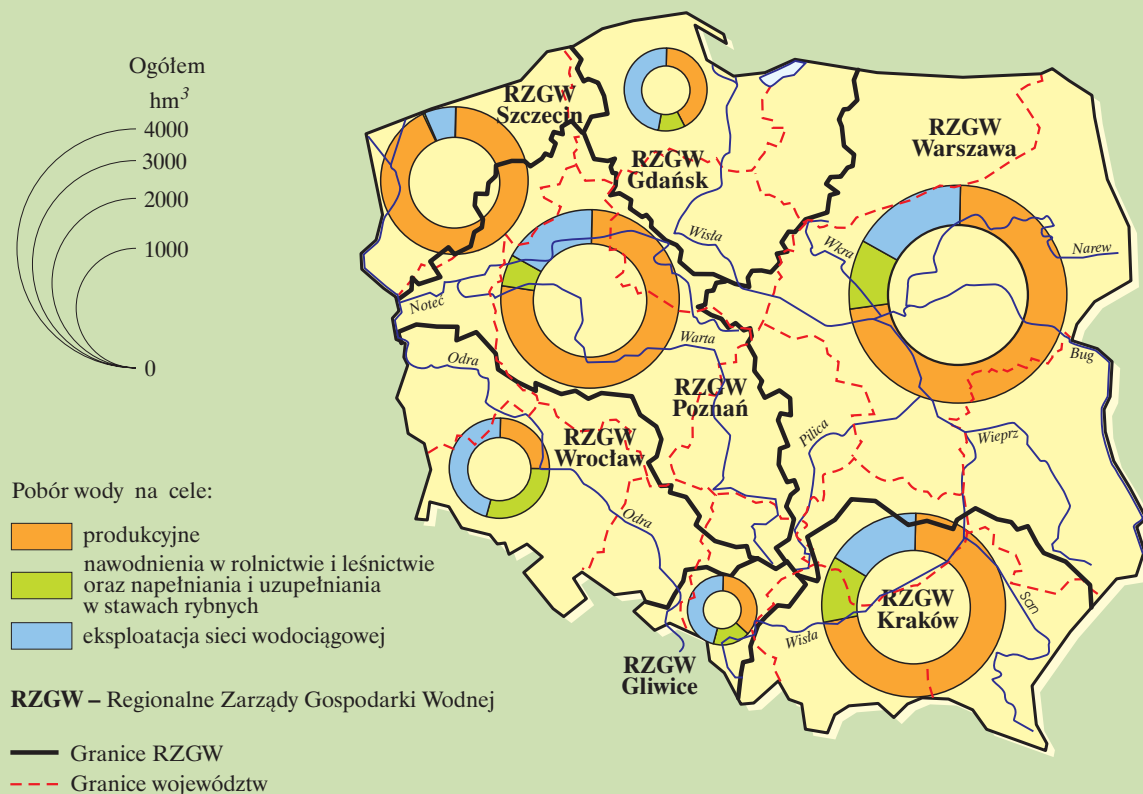 Ogółem
hm³
4000
3000
2000
1000
0
RZGW
Szczecin
RZGW
Gdańsk
RZGW
Warszawa
Wisła
Wkra
Narew
Noteć
Warta
Bug
Odra
RZGW
Poznań
RZGW
Wrocław
Pilica
Wieprz
Odra
RZGW
Kraków
San
Wisła
RZGW
Gliwice
Pobór wody na cele:
produkcyjne
nawodnienia w rolnictwie i leśnictwie
oraz napełniania i uzupełniania
w stawach rybnych
eksploatacja sieci wodociągowej
RZGW – Regionalne Zarządy Gospodarki Wodnej
Granice RZGW
Granice województw